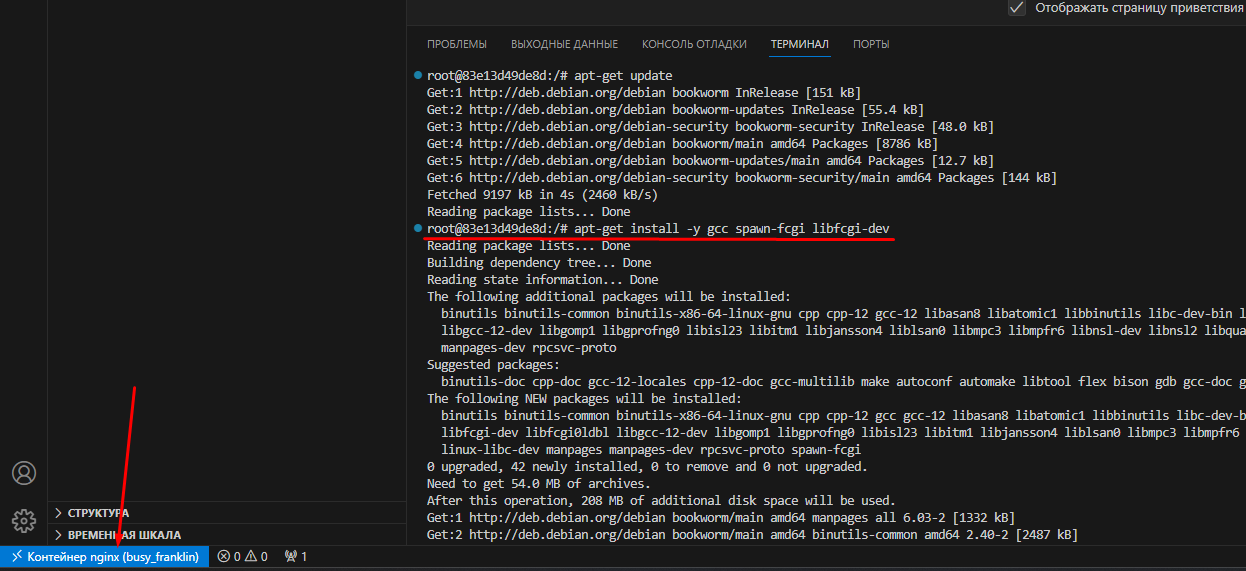 Отображать страницу приветствия
ПРОБЛЕМЫ ВЫХОДНЫЕ ДАННЫЕ КОНСОЛЬ ОТЛАДКИ ТЕРМИНАЛ ПОРТЫ
root@83e13d49de8d:/# apt-get update
Get:1 http://deb.debian.org/debian bookworm InRelease [151 kB]
Get:2 http://deb.debian.org/debian bookworm-updates InRelease [55.4 kB]
Get:3 http://deb.debian.org/debian-security bookworm-security InRelease [48.0 kB]
Get:4 http://deb.debian.org/debian bookworm/main amd64 Packages [8786 kB]
Get:5 http://deb.debian.org/debian bookworm-updates/main amd64 Packages [12.7 kB]
Get:6 http://deb.debian.org/debian-security bookworm-security/main amd64 Packages [144 kB]
Fetched 9197 kB in 4s (2460 kB/s)
Reading package lists... Done
root@83e13d49de8d:/# apt-get install -y gcc spawn-fcgi libfcgi-dev
Reading package lists... Done
Building dependency tree... Done
Reading state information... Done
The following additional packages will be installed:
binutils binutils-common binutils-x86-64-linux-gnu cpp cpp-12 gcc-12 libasan8 libatomic1 libbinutils libc-dev-bin l
libgcc-12-dev libgomp1 libgprofng0 libisl23 libitm1 libjansson4 liblsan0 libmpc3 libmpfr6 libnsl-dev libnsl2 libqua
manpages-dev rpcsvc-proto
Suggested packages:
binutils-doc cpp-doc gcc-12-locales cpp-12-doc gcc-multilib make autoconf automake libtool flex bison gdb gcc-doc g
The following NEW packages will be installed:
binutils binutils-common binutils-x86-64-linux-gnu cpp cpp-12 gcc gcc-12 libasan8 libatomic1 libbinutils libc-dev-b
libfcgi-dev libfcgi0ldbl libgcc-12-dev libgomp1 libgprofng0 libisl23 libitm1 libjansson4 liblsan0 libmpc3 libmpfr6
linux-libc-dev manpages manpages-dev rpcsvc-proto spawn-fcgi
0 upgraded, 42 newly installed, 0 to remove and 0 not upgraded.
Need to get 54.0 MB of archives.
After this operation, 208 MB of additional disk space will be used.
Get:1 http://deb.debian.org/debian bookworm/main amd64 manpages all 6.03-2 [1332 kB]
Get:2 http://deb.debian.org/debian bookworm/main amd64 binutils-common amd64 2.40-2 [2487 kB]
СТРУКТУРА
ВРЕМЕННАЯ ШКАЛА
Контейнер nginx (busy_franklin) 0 0 1